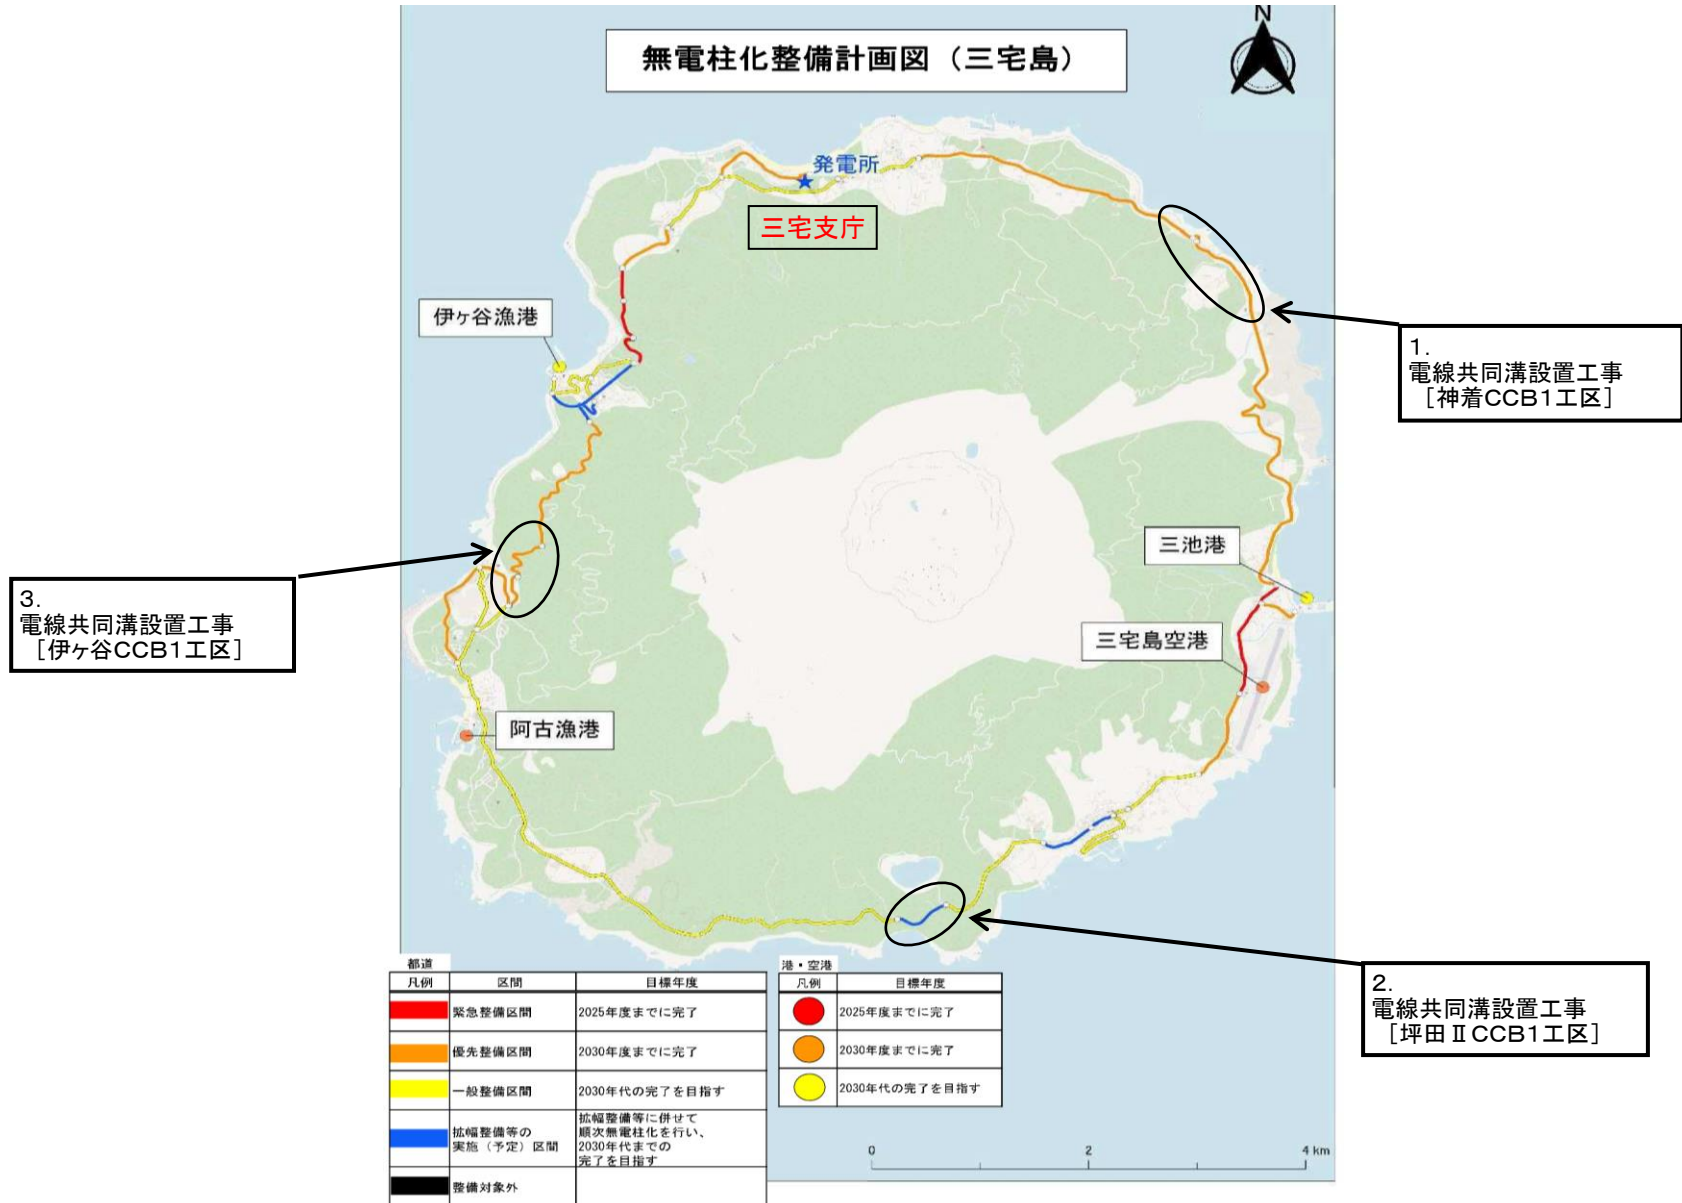 無電柱化整備計画図（三宅島）
N
発電所
三宅支庁
伊ヶ谷漁港
1.
電線共同溝設置工事
［神着CCB1工区］
三池港
3.
電線共同溝設置工事
［伊ヶ谷CCB1工区］
三宅島空港
阿古漁港
2.
電線共同溝設置工事
［坪田ⅡCCB1工区］
都道
凡例 区間 目標年度
緊急整備区間 2025年度までに完了
優先整備区間 2030年度までに完了
一般整備区間 2030年代の完了を目指す
拡幅整備等の
実施（予定）区間
拡幅整備等に併せて
順次無電柱化を行い、
2030年代までの
完了を目指す
整備対象外
港・空港
凡例 目標年度
2025年度までに完了
2030年度までに完了
2030年代の完了を目指す
0 2 4 km